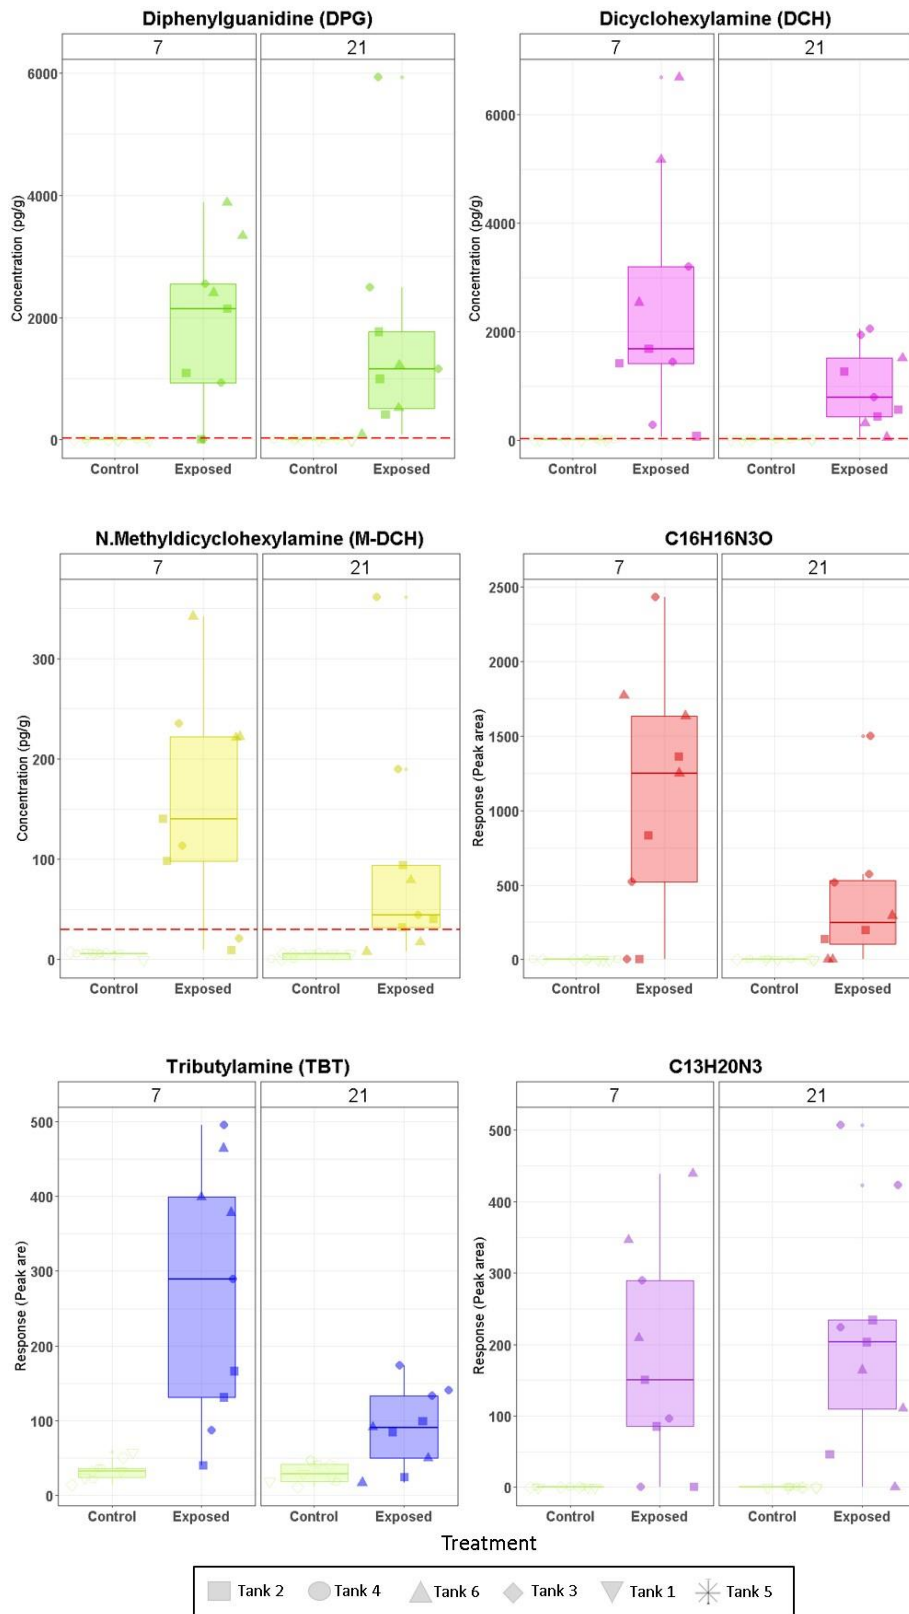 Diphenylguanidine (DPG)
7 21
Concentration (pg/g)
6000
4000
2000
0
Control Exposed Control Exposed
Dicyclohexylamine (DCH)
7 21
Concentration (pg/g)
6000
4000
2000
0
Control Exposed Control Exposed
N.Methyldicyclohexylamine (M-DCH)
7 21
Concentration (pg/g)
300
200
100
0
Control Exposed Control Exposed
C16H16N3O
7 21
Response (Peak area)
2500
2000
1500
1000
500
0
Control Exposed Control Exposed
Tributylamine (TBT)
7 21
Response (Peak are)
500
400
300
200
100
0
Control Exposed Control Exposed
C13H20N3
7 21
Response (Peak area)
500
400
300
200
100
0
Control Exposed Control Exposed
Treatment
Tank 2 Tank 4 Tank 6 Tank 3 Tank 1 Tank 5